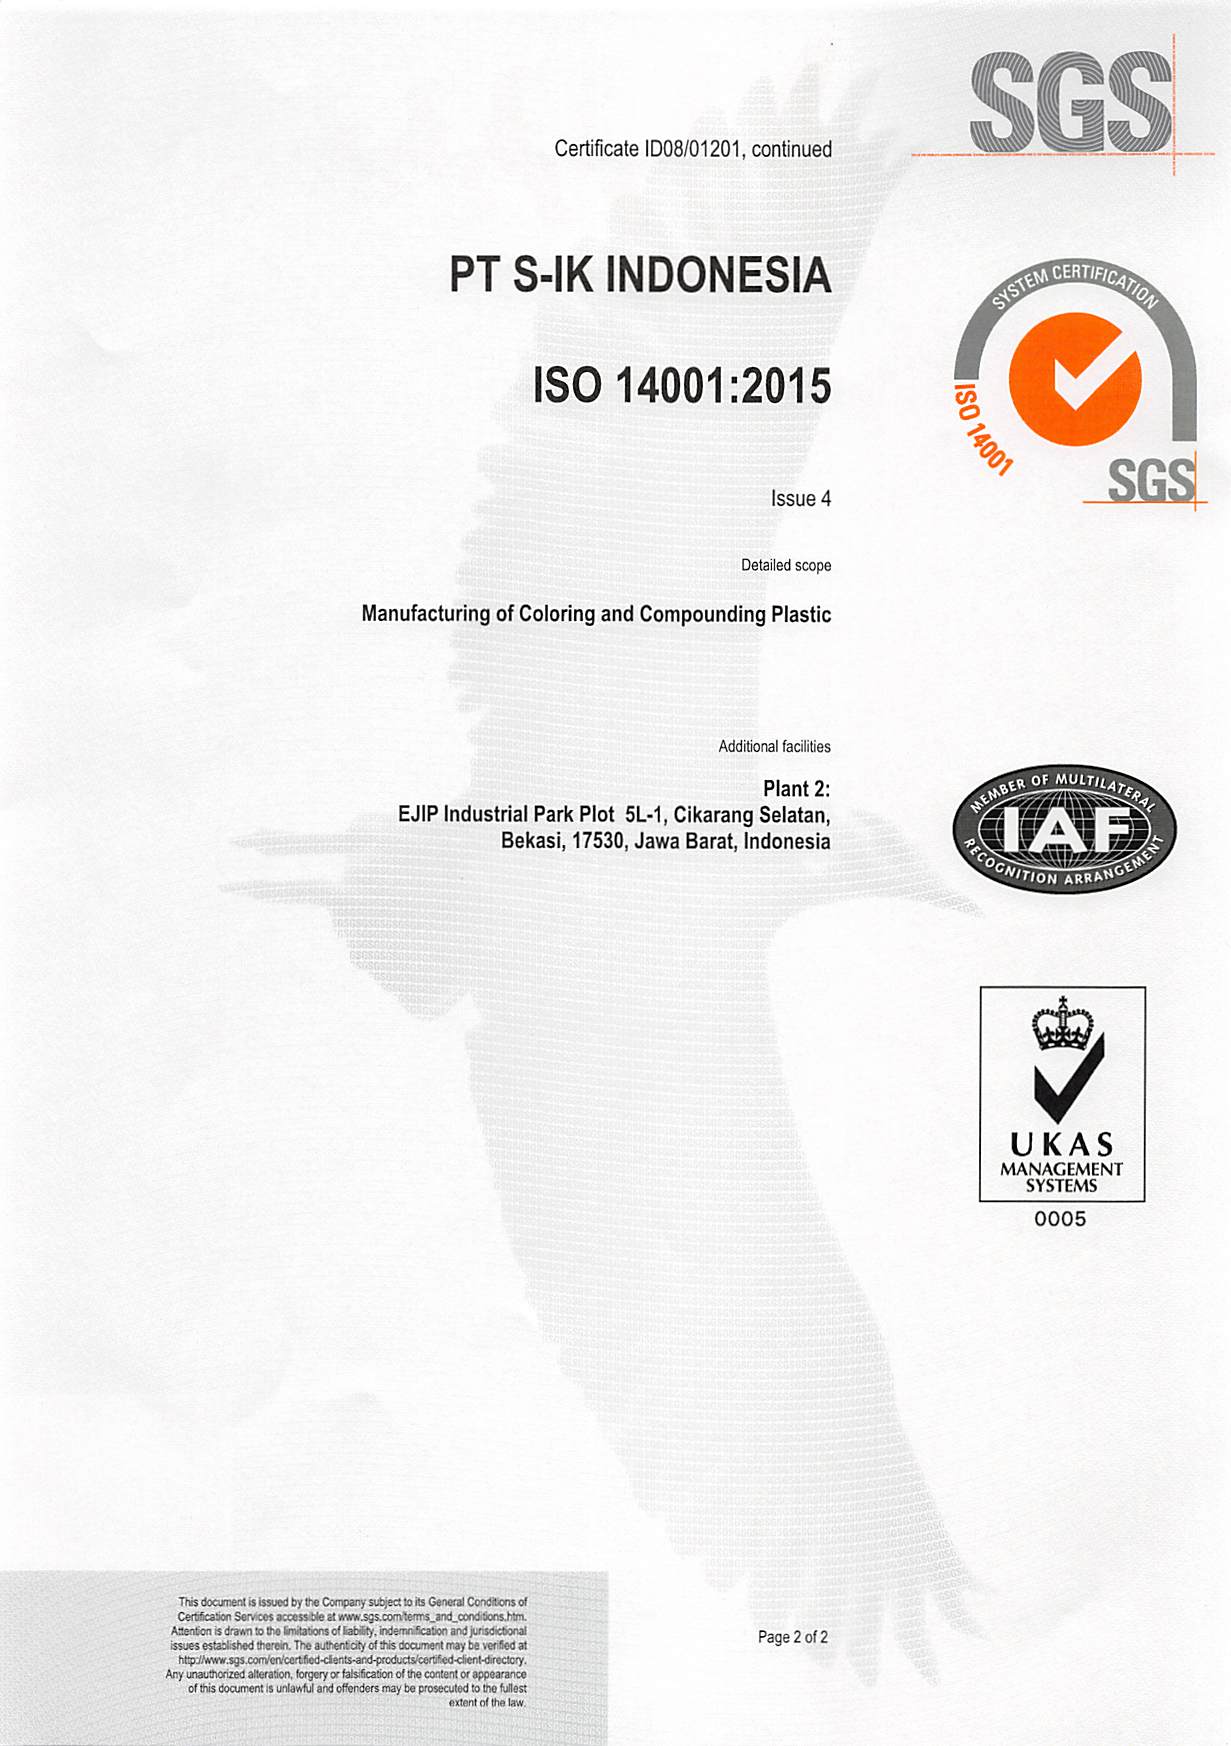 SGS
Certificate ID08/01201, continued
PT S-IK INDONESIA
ISO 14001:2015
SYSTEM CERTIFICATION
ISO 14001
SGS
Issue 4
Detailed scope
Manufacturing of Coloring and Compounding Plastic
Additional facilities
Plant 2:
EJIP Industrial Park Plot 5L-1, Cikarang Selatan,
Bekasi, 17530, Jawa Barat, Indonesia
MEMBER OF MULTILATERAL
IAF
RECOGNITION ARRANGEMENT
UKAS
MANAGEMENT
SYSTEMS
0005
This document is issued by the Company subject to its General Conditions of
Certification Services accessible at www.sgs.com/terms_and_conditions.htm.
Attention is drawn to the limitations of liability, indemnification and jurisdictional
issues established therein. The authenticity of this document may be verified at
http://www.sgs.com/en/certified-clients-and-products/certified-client-directory.
Any unauthorized alteration, forgery or falsification of the content or appearance
of this document is unlawful and offenders may be prosecuted to the fullest
extent of the law.
Page 2 of 2